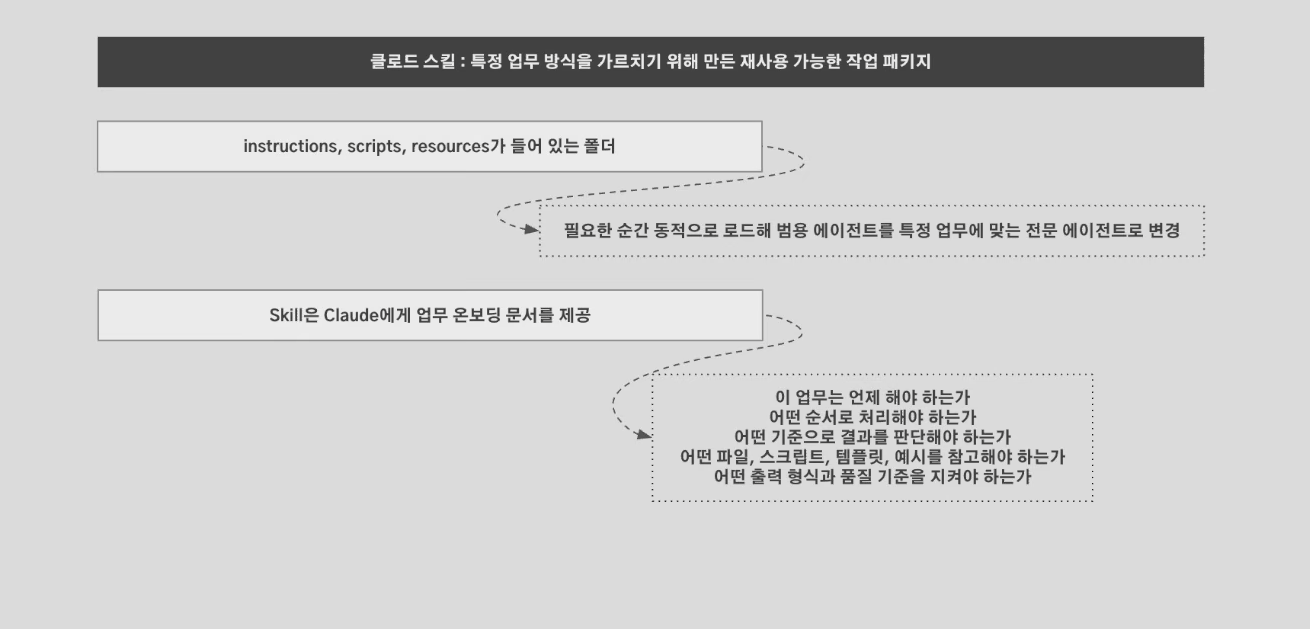 클로드 스킬 : 특정 업무 방식을 가르치기 위해 만든 재사용 가능한 작업 패키지
instructions, scripts, resources가 들어 있는 폴더
필요한 순간 동적으로 로드해 범용 에이전트를 특정 업무에 맞는 전문 에이전트로 변경
Skill은 Claude에게 업무 온보딩 문서를 제공
이 업무는 언제 해야 하는가
어떤 순서로 처리해야 하는가
어떤 기준으로 결과를 판단해야 하는가
어떤 파일, 스크립트, 템플릿, 예시를 참고해야 하는가
어떤 출력 형식과 품질 기준을 지켜야 하는가